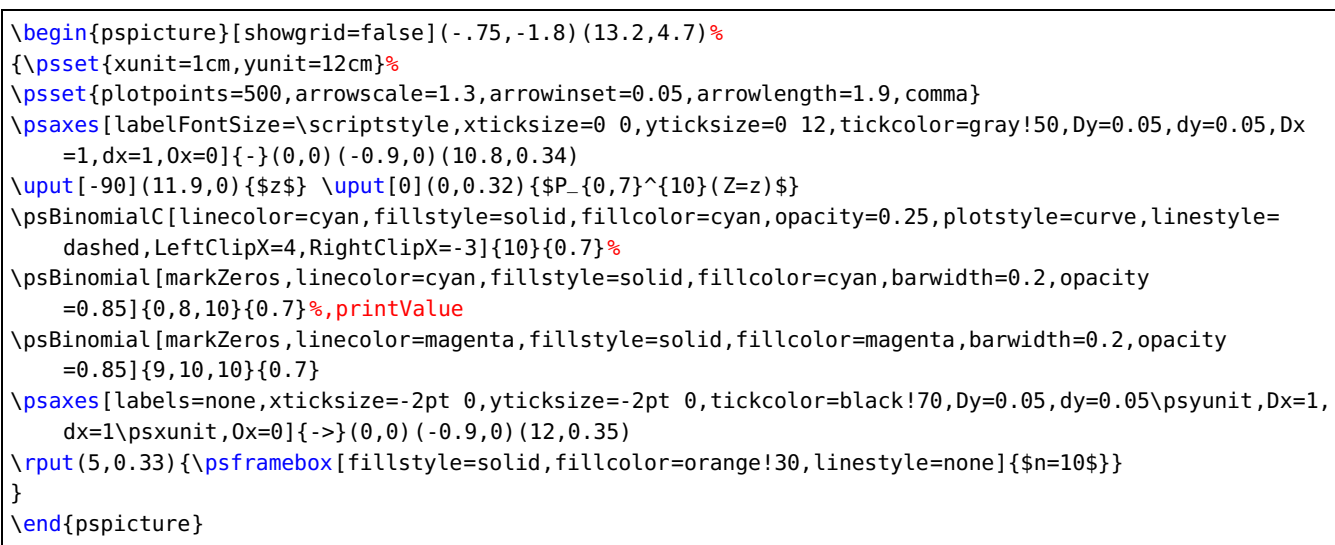 \begin{pspicture}[showgrid=false](-.75,-1.8)(13.2,4.7)%
{\psset{xunit=1cm,yunit=12cm}%
\psset{plotpoints=500,arrowscale=1.3,arrowinset=0.05,arrowlength=1.9,comma}
\psaxes[labelFontSize=\scriptstyle,xticksize=0 0,yticksize=0 12,tickcolor=gray!50,Dy=0.05,dy=0.05,Dx
=1,dx=1,Ox=0]{-}(0,0)(-0.9,0)(10.8,0.34)
\uput[-90](11.9,0){$z$} \uput[0](0,0.32){$P_{0,7}^{10}(Z=z)$}
\psBinomialC[linecolor=cyan,fillstyle=solid,fillcolor=cyan,opacity=0.25,plotstyle=curve,linestyle=
dashed,LeftClipX=4,RightClipX=-3]{10}{0.7}%
\psBinomial[markZeros,linecolor=cyan,fillstyle=solid,fillcolor=cyan,barwidth=0.2,opacity
=0.85]{0,8,10}{0.7}%,printValue
\psBinomial[markZeros,linecolor=magenta,fillstyle=solid,fillcolor=magenta,barwidth=0.2,opacity
=0.85]{9,10,10}{0.7}
\psaxes[labels=none,xticksize=-2pt 0,yticksize=-2pt 0,tickcolor=black!70,Dy=0.05,dy=0.05\psyunit,Dx=1,
dx=1\psxunit,Ox=0]{->}(0,0)(-0.9,0)(12,0.35)
\rput(5,0.33){\psframebox[fillstyle=solid,fillcolor=orange!30,linestyle=none]{$n=10$}}
}
\end{pspicture}